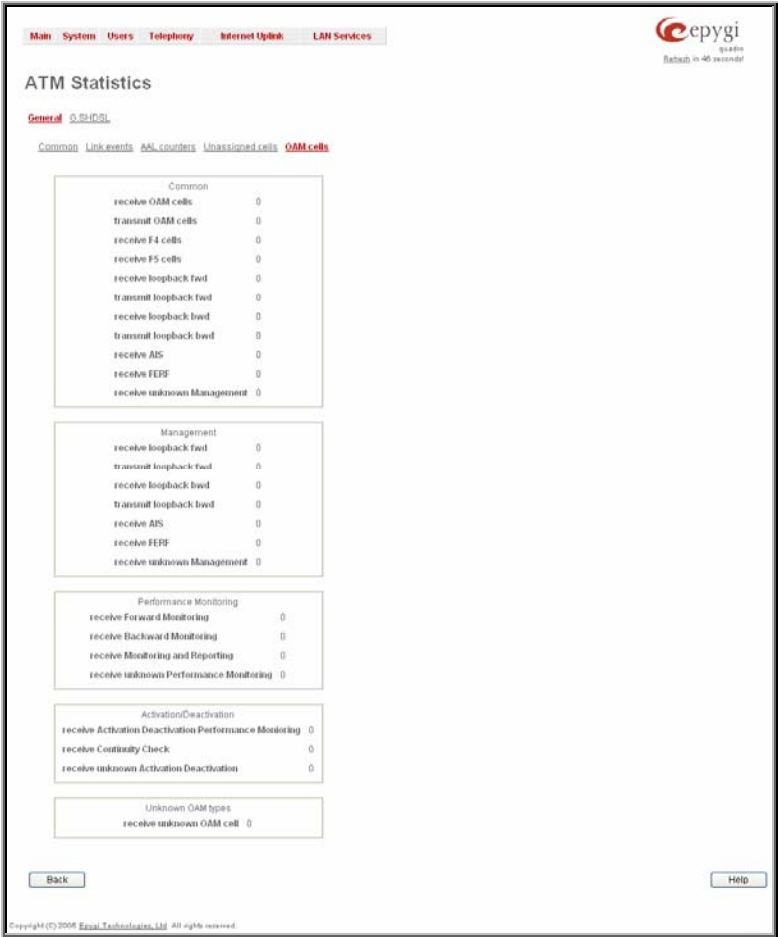 Main System Users Telephony Internet Uplink LAN Services
epygi
quadro
Refresh in 46 seconds!
ATM Statistics
General G.SHDSL
Common Link events AAL counters Unassigned cells OAM cells
Common
receive OAM cells 0
transmit OAM cells 0
receive F4 cells 0
receive F5 cells 0
receive loopback fwd 0
transmit loopback fwd 0
receive loopback bwd 0
transmit loopback bwd 0
receive AIS 0
receive FERF 0
receive unknown Management 0
Management
receive loopback fwd 0
transmit loopback fwd 0
receive loopback bwd 0
transmit loopback bwd 0
receive AIS 0
receive FERF 0
receive unknown Management 0
Performance Monitoring
receive Forward Monitoring 0
receive Backward Monitoring 0
receive Monitoring and Reporting 0
receive unknown Performance Monitoring 0
Activation/Deactivation
receive Activation Deactivation Performance Monioring 0
receive Continuity Check 0
receive unknown Activation Deactivation 0
Unknown OAM types
receive unknown OAM cell 0
Back Help
Copyright (C) 2006 Epygi Technologies, Ltd. All rights reserved.